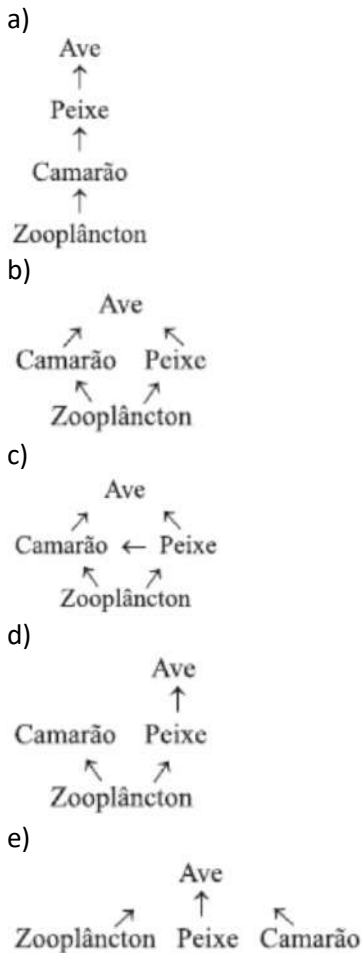 a)
Ave
↑
Peixe
↑
Camarão
↑
Zooplâncton
b)
Ave
↗ ↖
Camarão Peixe
↖ ↗
Zooplâncton
c)
Ave
↗ ↖
Camarão ← Peixe
↖ ↗
Zooplâncton
d)
Ave
↑
Camarão Peixe
↖ ↗
Zooplâncton
e)
Ave
↗ ↑ ↖
Zooplâncton Peixe Camarão